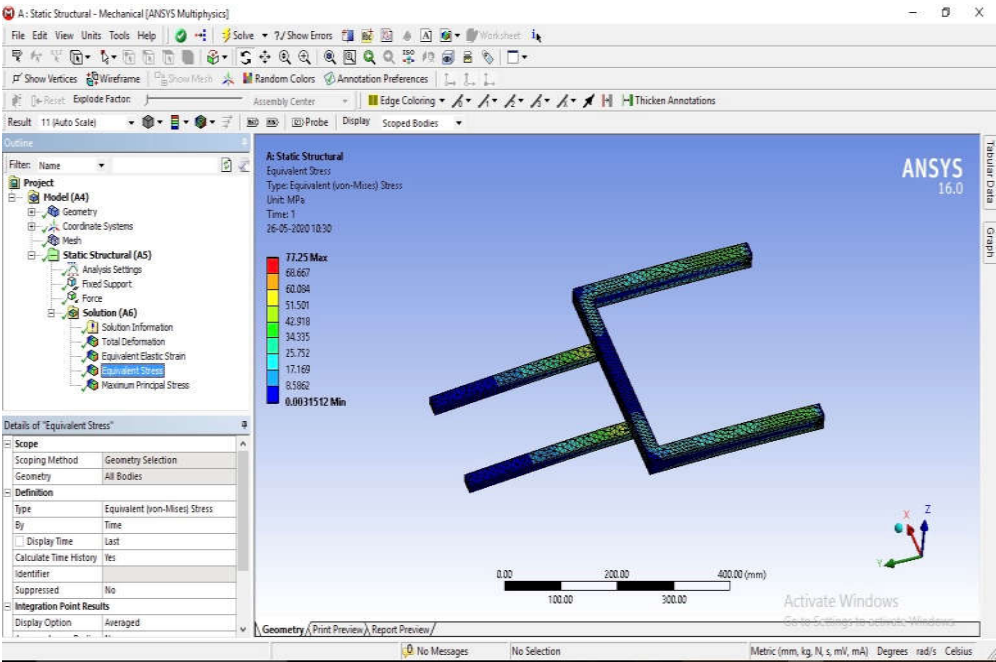 A : Static Structural - Mechanical [ANSYS Multiphysics]
File Edit View Units Tools Help Solve ?/ Show Errors Worksheet
Show Vertices Wireframe Show Mesh Random Colors Annotation Preferences
Reset Explode Factor: Assembly Center Edge Coloring Thicken Annotations
Result 11 (Auto Scale) Probe Display Scoped Bodies
Outline
Filter: Name
Project
Model (A4)
Geometry
Coordinate Systems
Mesh
Static Structural (A5)
Analysis Settings
Fixed Support
Force
Solution (A6)
Solution Information
Total Deformation
Equivalent Elastic Strain
Equivalent Stress
Maximum Principal Stress
Details of "Equivalent Stress"
Scope
Scoping Method Geometry Selection
Geometry All Bodies
Definition
Type Equivalent (von-Mises) Stress
By Time
Display Time Last
Calculate Time History Yes
Identifier
Suppressed No
Integration Point Results
Display Option Averaged
A: Static Structural
Equivalent Stress
Type: Equivalent (von-Mises) Stress
Unit: MPa
Time: 1
26-05-2020 10:30
77.25 Max
68.667
60.084
51.501
42.918
34.335
25.752
17.169
8.5862
0.0031512 Min
ANSYS
16.0
Tabular Data
Graph
X
Z
Y
0.00 200.00 400.00 (mm)
100.00 300.00
Activate Windows
Go to Settings to activate Windows.
Geometry Print Preview Report Preview
No Messages No Selection Metric (mm, kg, N, s, mV, mA) Degrees rad/s Celsius